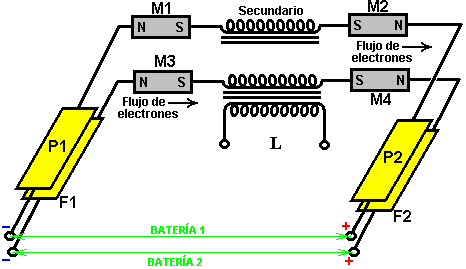 M1
Secundario
M2
N S
S N
Flujo de
electrones
M3
N S
S N
M4
Flujo de
electrones
L
P1
F1
P2
F2
– +
BATERÍA 1
– +
BATERÍA 2